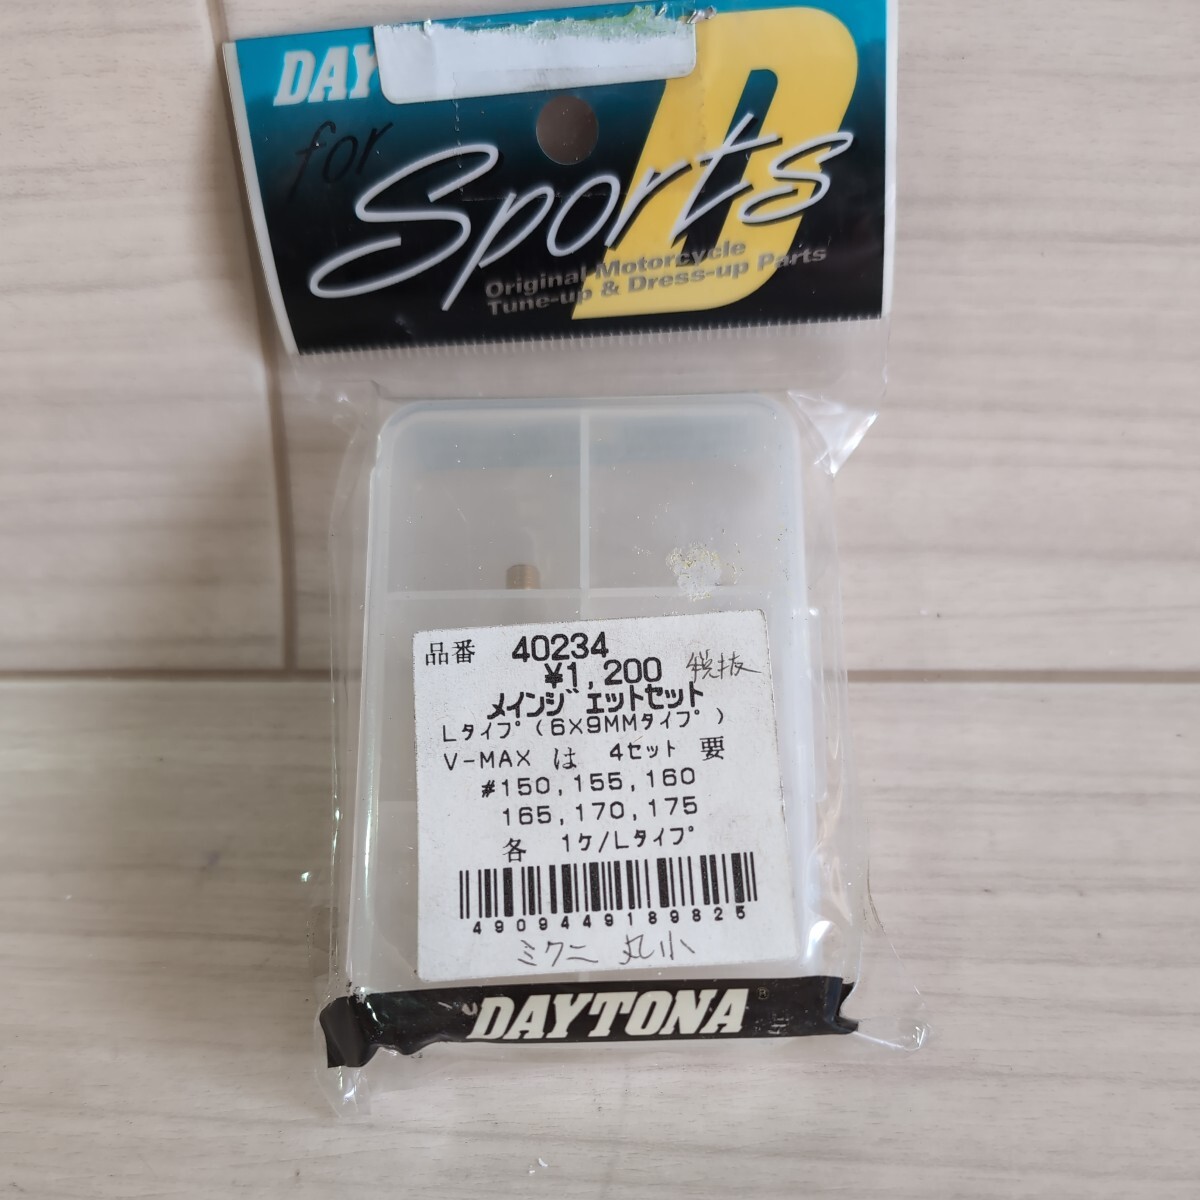 DAY
for
Sports
D
Original Motorcycle
Tune-up & Dress-up Parts
品番 40234
¥1,200 税抜
メインジェットセット
Lタイプ(6X9MMタイプ)
V-MAX は 4セット 要
#150,155,160
165,170,175
各 1ケ/Lタイプ
4909449189825
ミクニ 丸小
DAYTONA